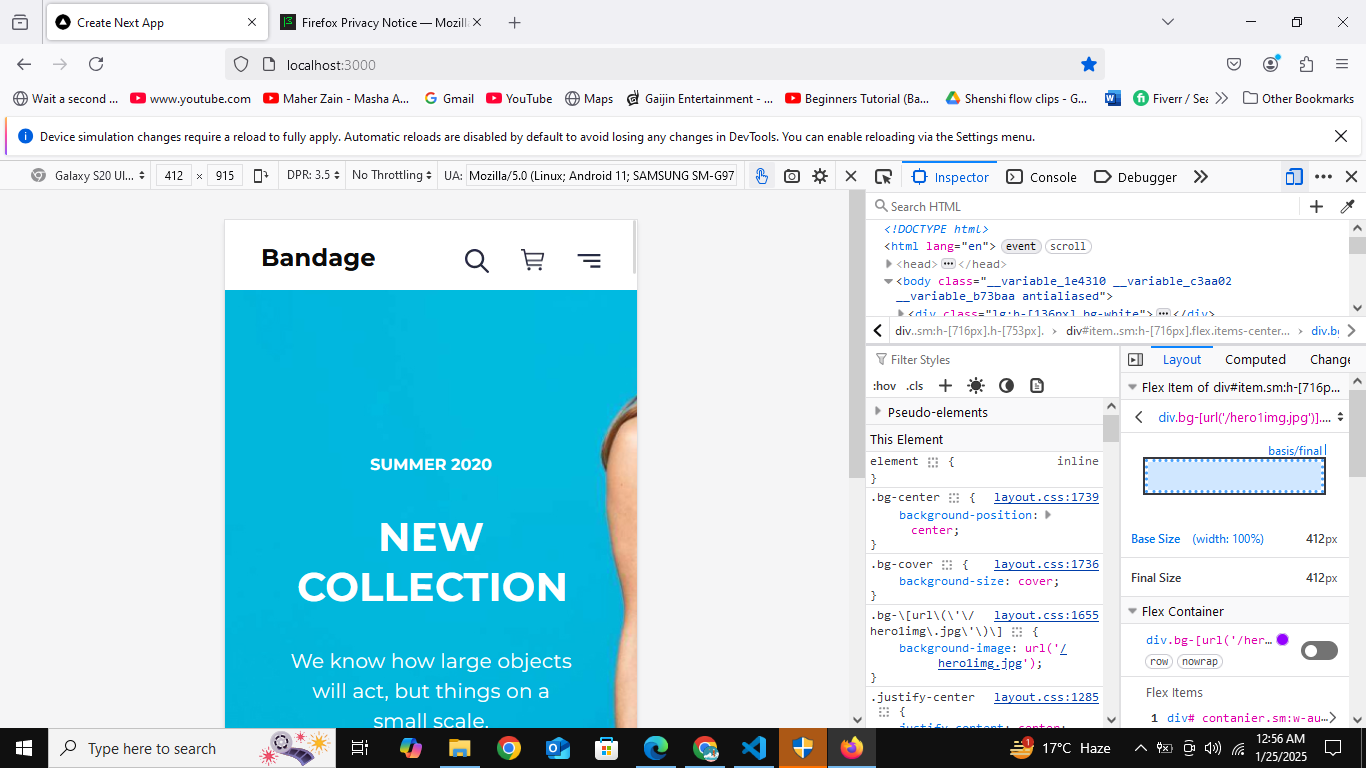 Create Next App
Firefox Privacy Notice — Mozill
localhost:3000
Wait a second ...
www.youtube.com
Maher Zain - Masha A...
Gmail
YouTube
Maps
Gaijin Entertainment - ...
Beginners Tutorial (Ba...
Shenshi flow clips - G...
Fiverr / Sea
Other Bookmarks
Device simulation changes require a reload to fully apply. Automatic reloads are disabled by default to avoid losing any changes in DevTools. You can enable reloading via the Settings menu.
Galaxy S20 Ul...
412 × 915
DPR: 3.5
No Throttling
UA: Mozilla/5.0 (Linux; Android 11; SAMSUNG SM-G97
Inspector
Console
Debugger
Bandage
SUMMER 2020
NEW
COLLECTION
We know how large objects
will act, but things on a
small scale.
Search HTML
<!DOCTYPE html>
<html lang="en"> event scroll
<head> ••• </head>
<body class="__variable_1e4310 __variable_c3aa02
__variable_b73baa antialiased">
<div class="lg:h-[136px] bg-white"> ••• </div>
div..sm:h-[716px].h-[753px]. › div#item..sm:h-[716px].flex.items-center... › div.b
Filter Styles
:hov .cls
Pseudo-elements
This Element
element { inline
}
.bg-center { layout.css:1739
background-position:
center;
}
.bg-cover { layout.css:1736
background-size: cover;
}
.bg-\[url\(\'\/ layout.css:1655
hero1img\.jpg\'\)\] {
background-image: url('/
hero1img.jpg');
}
.justify-center layout.css:1285
{
justify-content: center;
Layout
Computed
Change
Flex Item of div#item.sm:h-[716p...
div.bg-[url('/hero1img.jpg')]....
basis/final
Base Size (width: 100%) 412px
Final Size 412px
Flex Container
div.bg-[url('/her...
row nowrap
Flex Items
1 div# contanier.sm:w-au...
Type here to search
1
17°C Haze
12:56 AM
1/25/2025